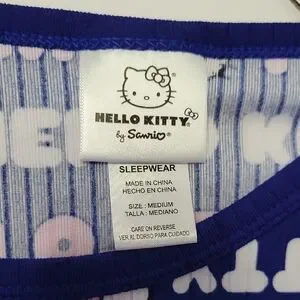 HELLO KITTY
by Sanrio
SLEEPWEAR
MADE IN CHINA
HECHO EN CHINA
SIZE: MEDIUM
TALLA: MEDIANO
CARE ON REVERSE
VER AL DORSO PARA CUIDADO